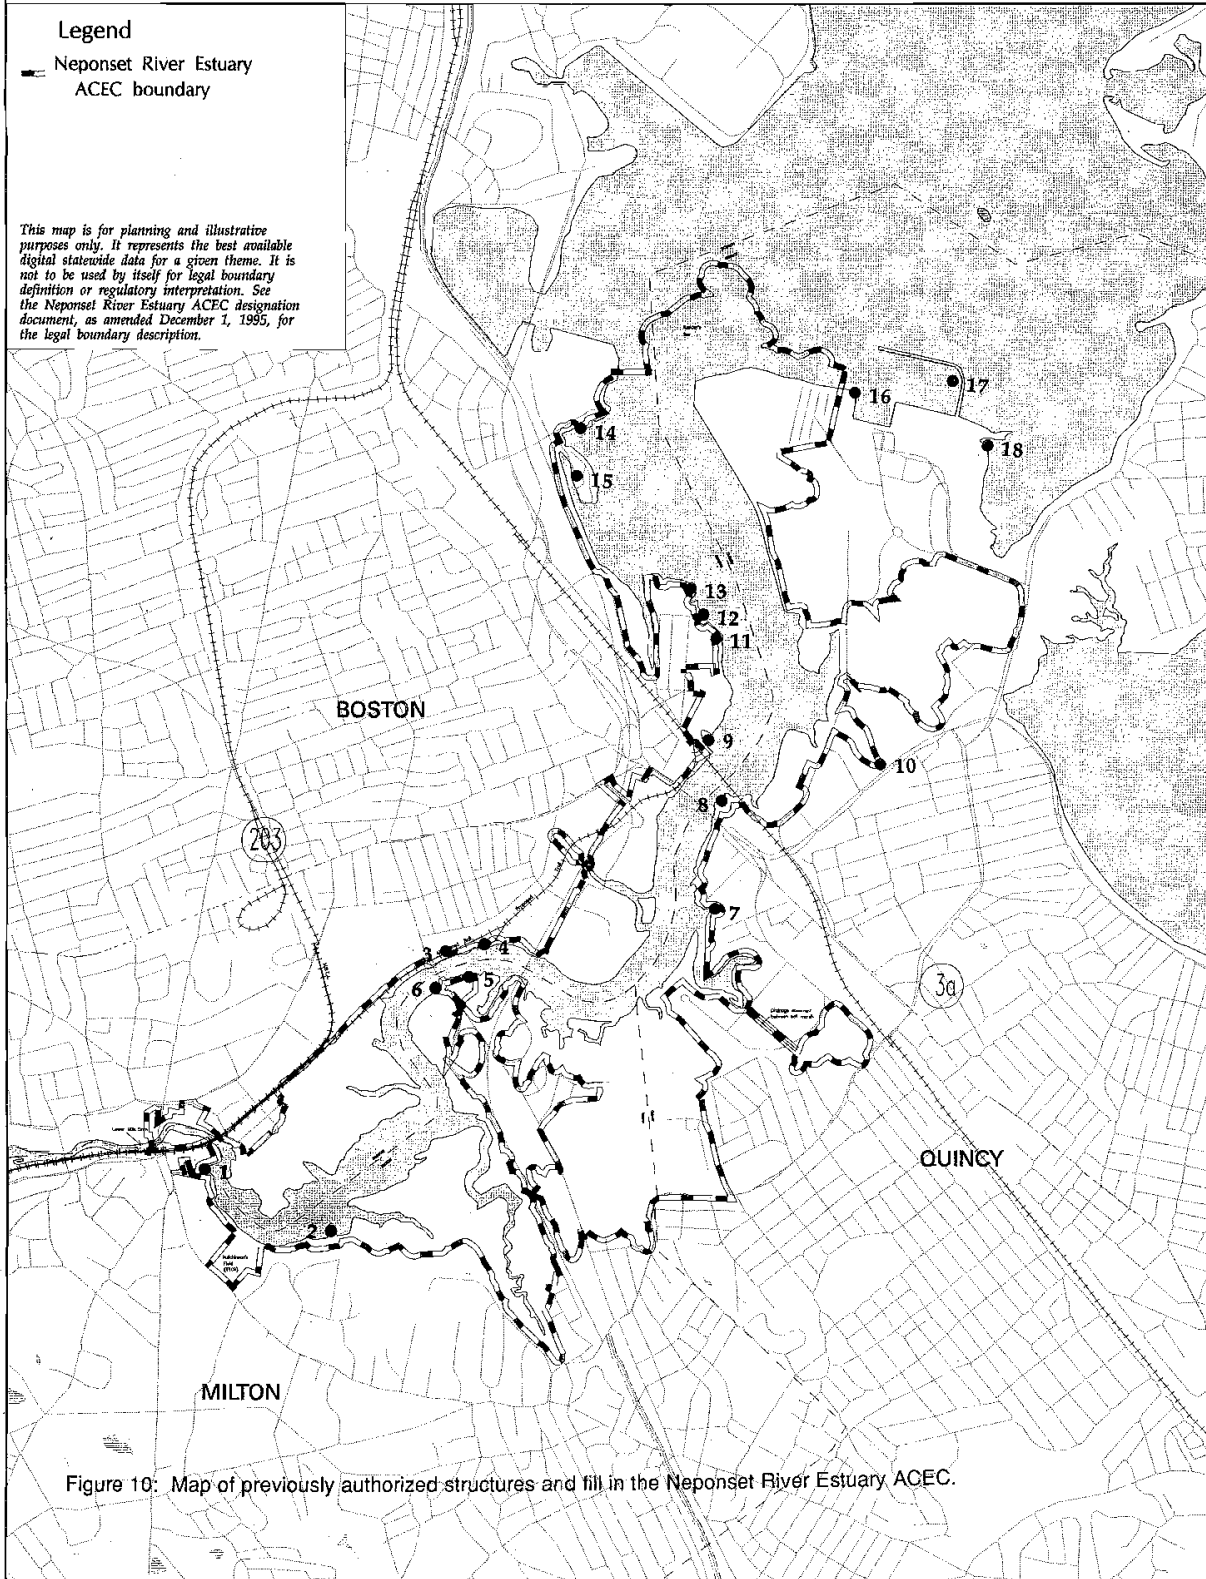 Legend
Neponset River Estuary
ACEC boundary
This map is for planning and illustrative
purposes only. It represents the best available
digital statewide data for a given theme. It is
not to be used by itself for legal boundary
definition or regulatory interpretation. See
the Neponset River Estuary ACEC designation
document, as amended December 1, 1995, for
the legal boundary description.
16
17
14
18
15
13
12
11
BOSTON
9
10
8
203
7
3
4
5
6
3a
QUINCY
1
2
MILTON
Figure 10: Map of previously authorized structures and fill in the Neponset River Estuary ACEC.